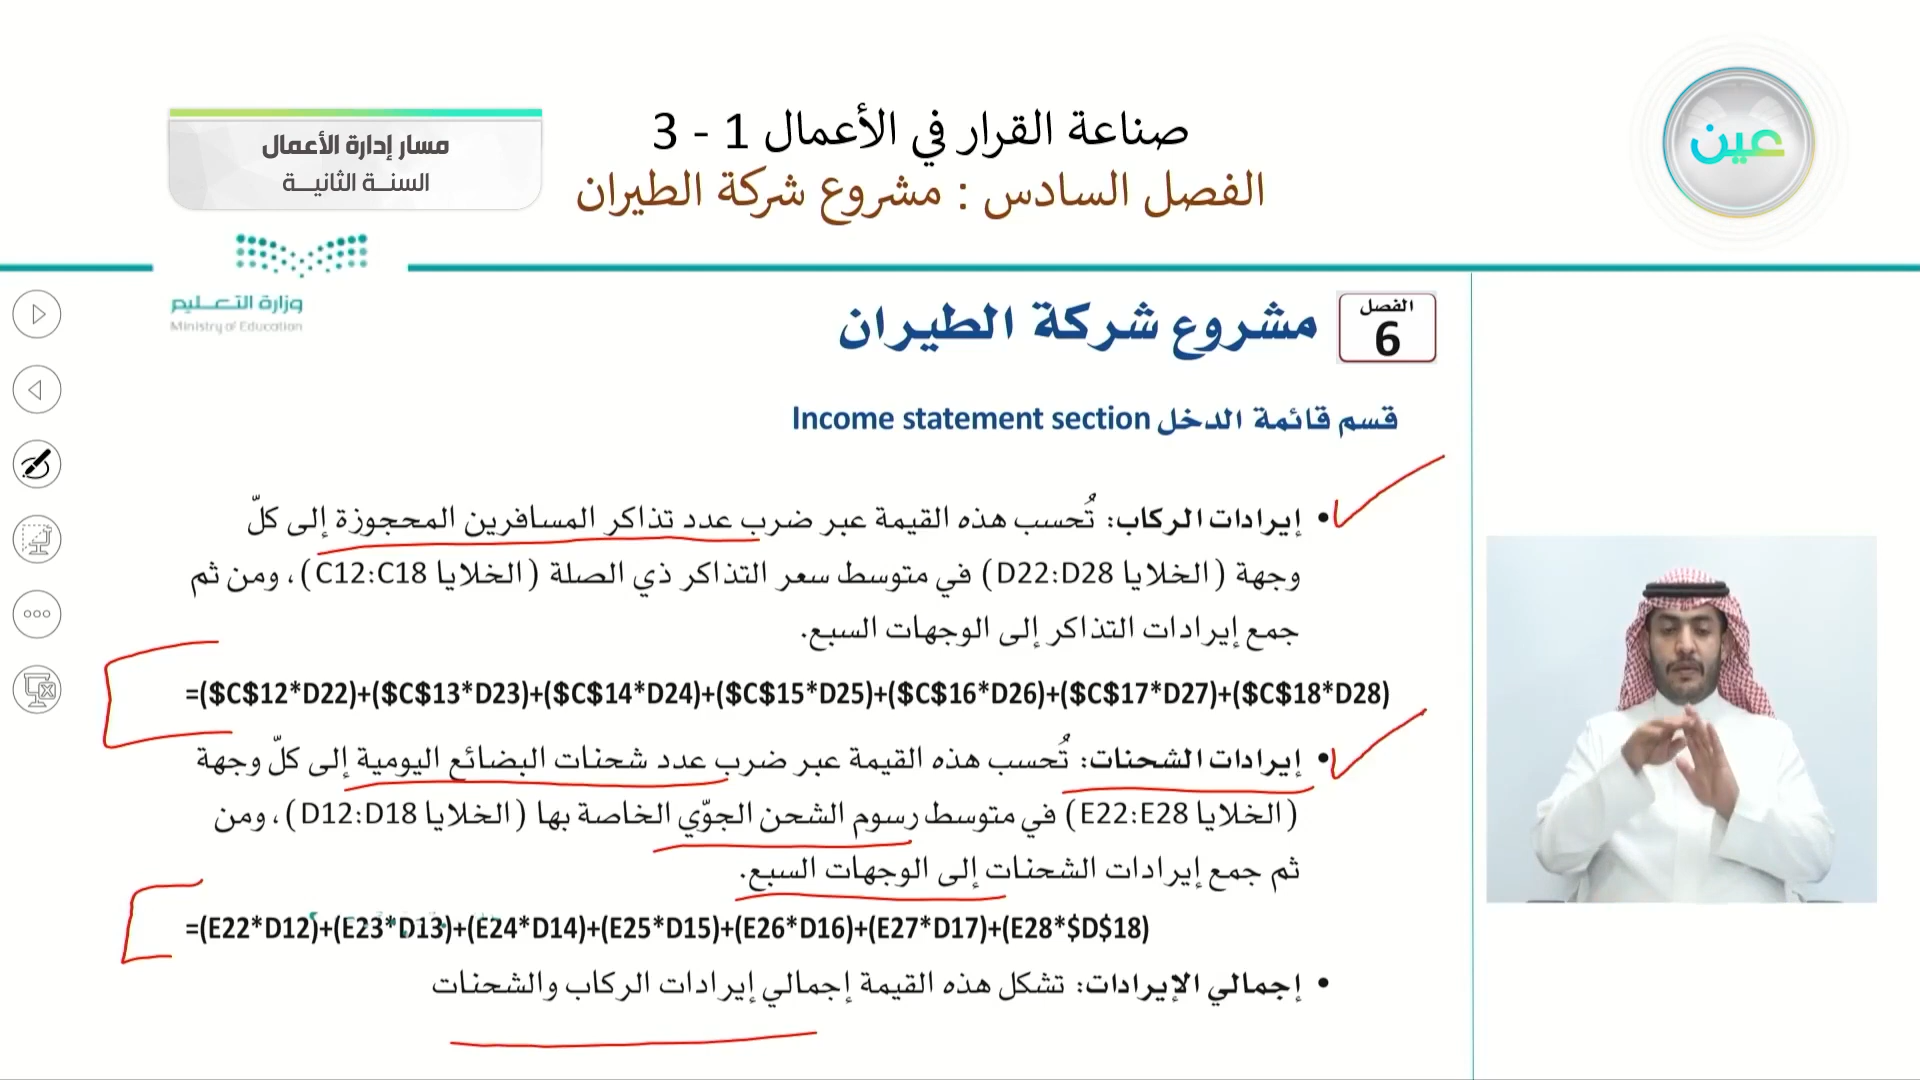 صناعة القرار في الأعمال 1 - 3
الفصل السادس : مشروع شركة الطيران
مسار إدارة الأعمال
السنة الثانية
عين
وزارة التعليم
Ministry of Education
الفصل
6
مشروع شركة الطيران
قسم قائمة الدخل Income statement section
• إيرادات الركاب: تُحسب هذه القيمة عبر ضرب عدد تذاكر المسافرين المحجوزة إلى كلّ
وجهة (الخلايا D22:D28) في متوسط سعر التذاكر ذي الصلة (الخلايا C12:C18)، ومن ثم
جمع إيرادات التذاكر إلى الوجهات السبع.
=($C$12*D22)+($C$13*D23)+($C$14*D24)+($C$15*D25)+($C$16*D26)+($C$17*D27)+($C$18*D28)
• إيرادات الشحنات: تُحسب هذه القيمة عبر ضرب عدد شحنات البضائع اليومية إلى كلّ وجهة
(الخلايا E22:E28) في متوسط رسوم الشحن الجوّي الخاصة بها (الخلايا D12:D18)، ومن
ثم جمع إيرادات الشحنات إلى الوجهات السبع.
=(E22*D12)+(E23*D13)+(E24*D14)+(E25*D15)+(E26*D16)+(E27*D17)+(E28*$D$18)
• إجمالي الإيرادات: تشكل هذه القيمة إجمالي إيرادات الركاب والشحنات